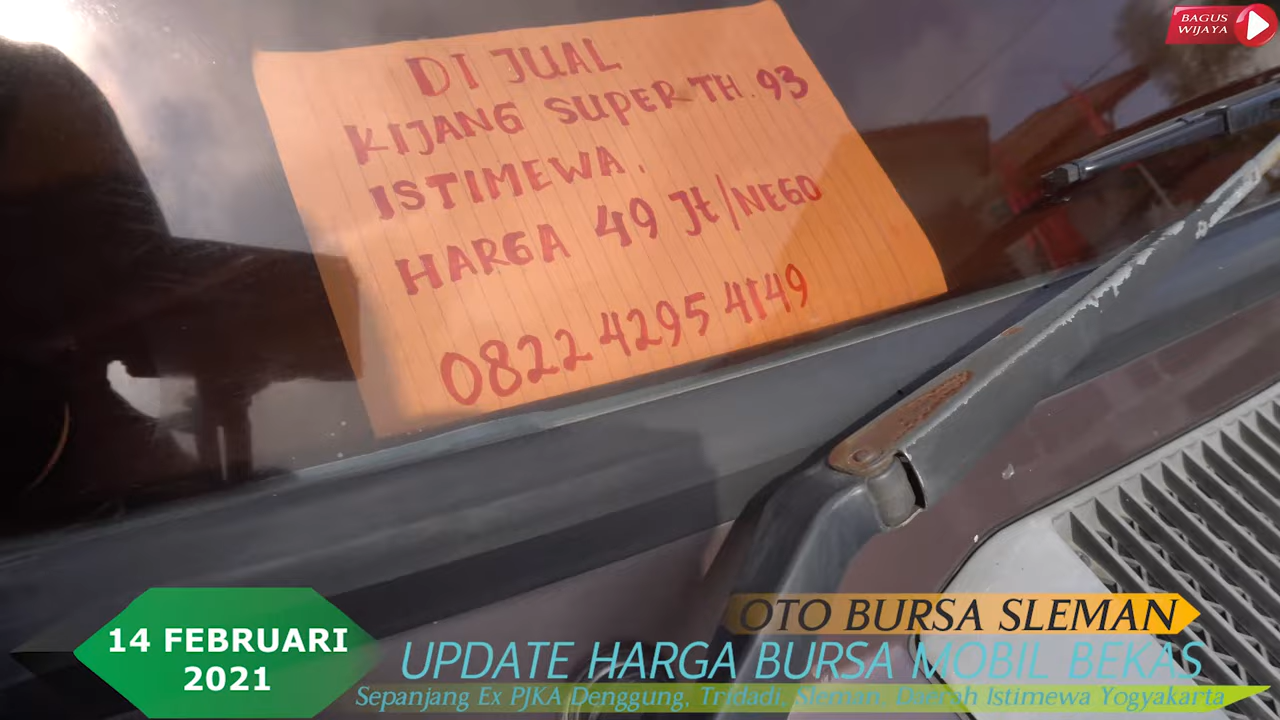 BAGUS
WIJAYA
DI JUAL
KIJANG SUPER TH. 93
ISTIMEWA.
HARGA 49 Jt/NEGO
0822 4295 4149
14 FEBRUARI
2021
OTO BURSA SLEMAN
UPDATE HARGA BURSA MOBIL BEKAS
Sepanjang Ex PJKA Denggung, Tridadi, Sleman, Daerah Istimewa Yogyakarta